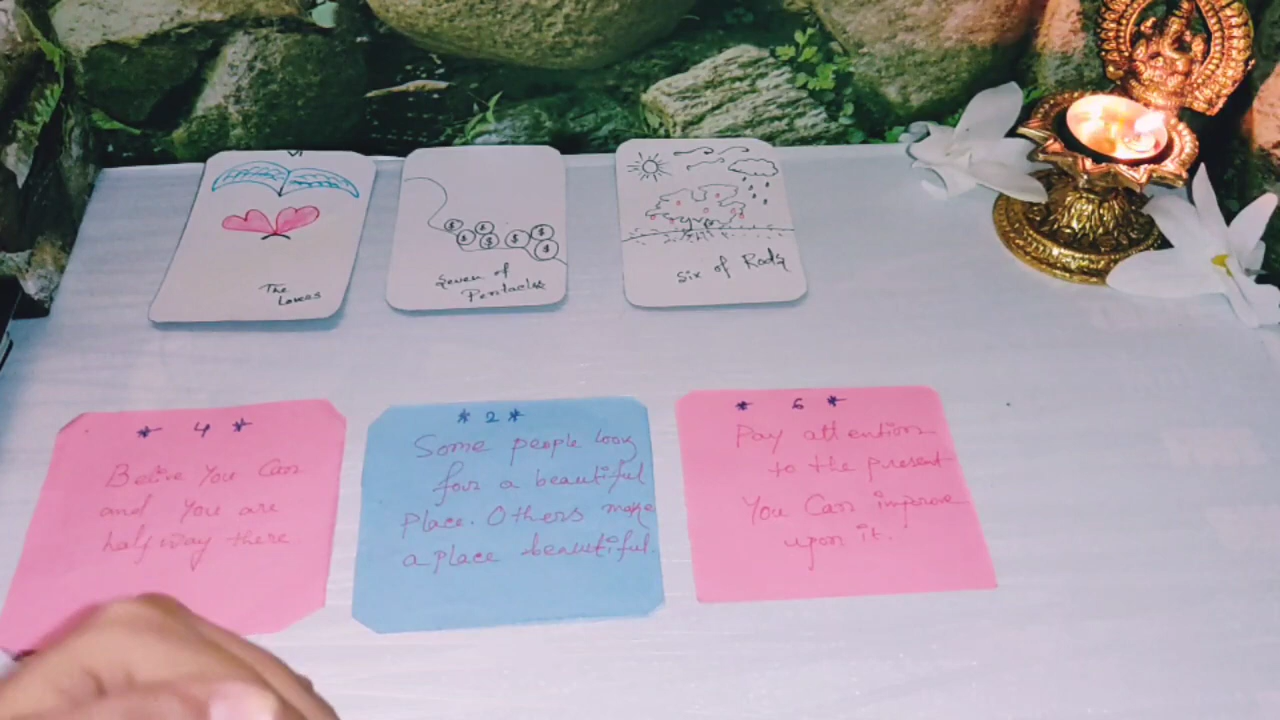 VI
The
Loves
Seven of
Pentacles
Six of Rods
* 4 *
Belive You Can
and You are
half way there
* 2 *
Some people look
for a beautiful
Place. Others make
a place beautiful.
* 6 *
Pay attention
to the present
You Can improve
upon it.